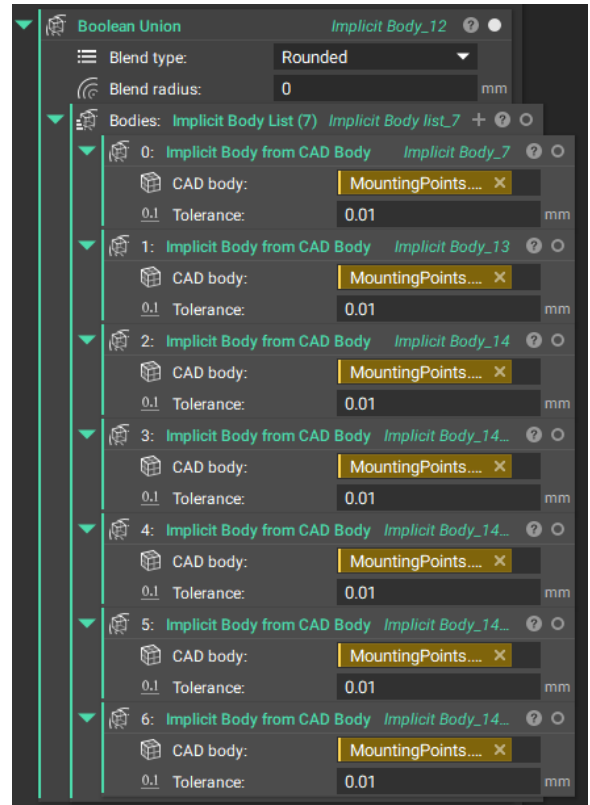 Boolean Union Implicit Body_12 ?
Blend type: Rounded
Blend radius: 0 mm
Bodies: Implicit Body List (7) Implicit Body list_7 + ?
0: Implicit Body from CAD Body Implicit Body_7 ?
CAD body: MountingPoints.... ×
0.1 Tolerance: 0.01 mm
1: Implicit Body from CAD Body Implicit Body_13 ?
CAD body: MountingPoints.... ×
0.1 Tolerance: 0.01 mm
2: Implicit Body from CAD Body Implicit Body_14 ?
CAD body: MountingPoints.... ×
0.1 Tolerance: 0.01 mm
3: Implicit Body from CAD Body Implicit Body_14... ?
CAD body: MountingPoints.... ×
0.1 Tolerance: 0.01 mm
4: Implicit Body from CAD Body Implicit Body_14... ?
CAD body: MountingPoints.... ×
0.1 Tolerance: 0.01 mm
5: Implicit Body from CAD Body Implicit Body_14... ?
CAD body: MountingPoints.... ×
0.1 Tolerance: 0.01 mm
6: Implicit Body from CAD Body Implicit Body_14... ?
CAD body: MountingPoints.... ×
0.1 Tolerance: 0.01 mm